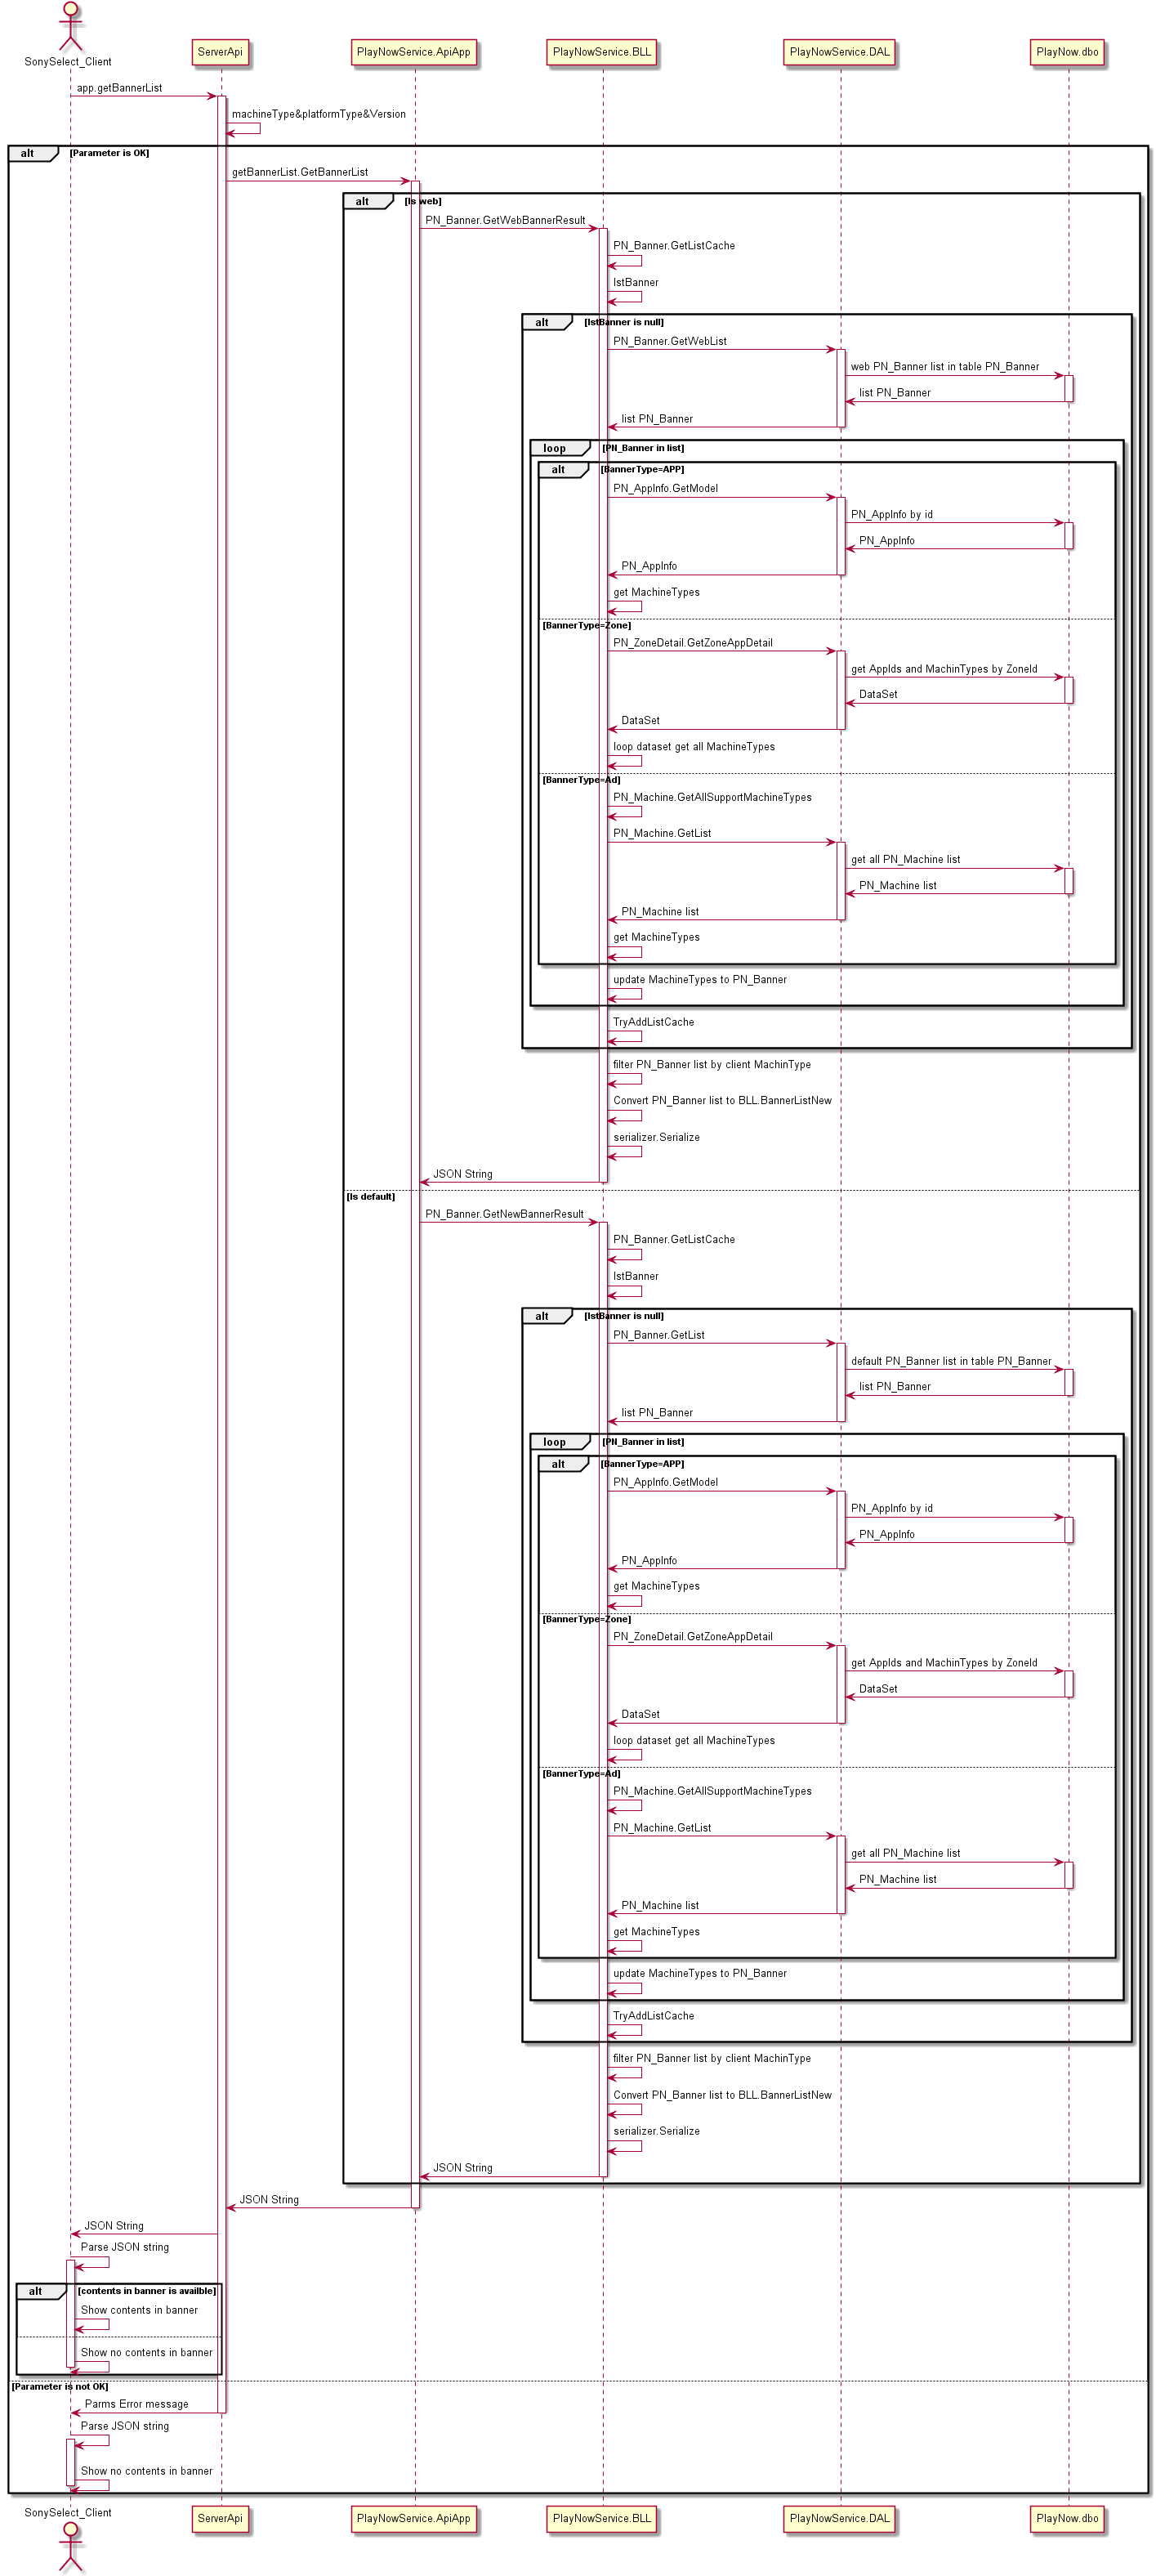 SonySelect_Client
ServerApi
PlayNowService.ApiApp
PlayNowService.BLL
PlayNowService.DAL
PlayNow.dbo
app.getBannerList
machineType&platformType&Version
alt [Parameter is OK]
getBannerList.GetBannerList
alt [Is web]
PN_Banner.GetWebBannerResult
PN_Banner.GetListCache
lstBanner
alt [lstBanner is null]
PN_Banner.GetWebList
web PN_Banner list in table PN_Banner
list PN_Banner
list PN_Banner
loop [PN_Banner in list]
alt [BannerType=APP]
PN_AppInfo.GetModel
PN_AppInfo by id
PN_AppInfo
PN_AppInfo
get MachineTypes
[BannerType=Zone]
PN_ZoneDetail.GetZoneAppDetail
get AppIds and MachinTypes by ZoneId
DataSet
DataSet
loop dataset get all MachineTypes
[BannerType=Ad]
PN_Machine.GetAllSupportMachineTypes
PN_Machine.GetList
get all PN_Machine list
PN_Machine list
PN_Machine list
get MachineTypes
update MachineTypes to PN_Banner
TryAddListCache
filter PN_Banner list by client MachinType
Convert PN_Banner list to BLL.BannerListNew
serializer.Serialize
JSON String
[Is default]
PN_Banner.GetNewBannerResult
PN_Banner.GetListCache
lstBanner
alt [lstBanner is null]
PN_Banner.GetList
default PN_Banner list in table PN_Banner
list PN_Banner
list PN_Banner
loop [PN_Banner in list]
alt [BannerType=APP]
PN_AppInfo.GetModel
PN_AppInfo by id
PN_AppInfo
PN_AppInfo
get MachineTypes
[BannerType=Zone]
PN_ZoneDetail.GetZoneAppDetail
get AppIds and MachinTypes by ZoneId
DataSet
DataSet
loop dataset get all MachineTypes
[BannerType=Ad]
PN_Machine.GetAllSupportMachineTypes
PN_Machine.GetList
get all PN_Machine list
PN_Machine list
PN_Machine list
get MachineTypes
update MachineTypes to PN_Banner
TryAddListCache
filter PN_Banner list by client MachinType
Convert PN_Banner list to BLL.BannerListNew
serializer.Serialize
JSON String
JSON String
JSON String
Parse JSON string
alt [contents in banner is availble]
Show contents in banner
Show no contents in banner
[Parameter is not OK]
Parms Error message
Parse JSON string
Show no contents in banner
SonySelect_Client
ServerApi
PlayNowService.ApiApp
PlayNowService.BLL
PlayNowService.DAL
PlayNow.dbo